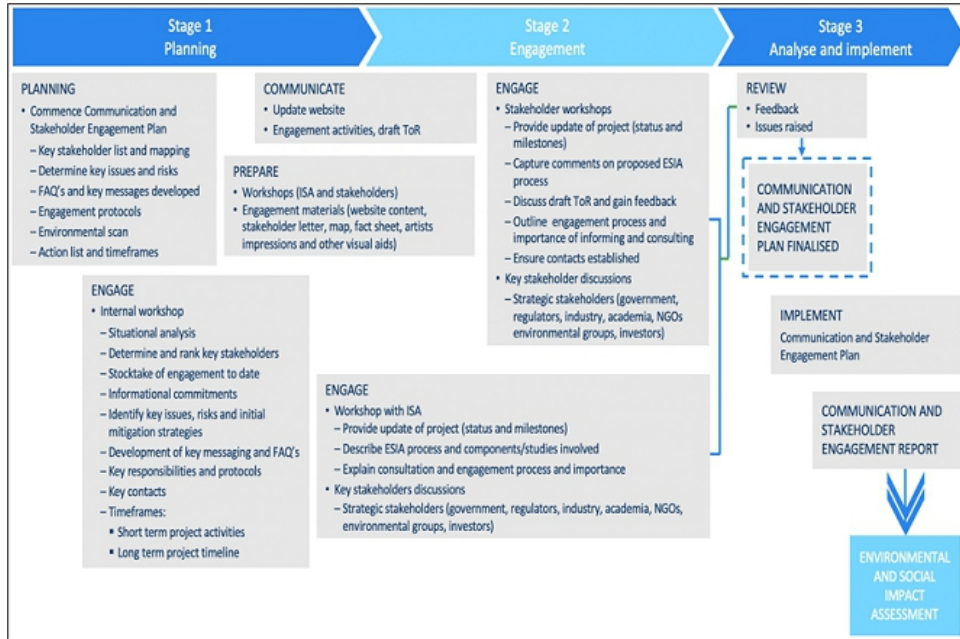 Stage 1
Planning
Stage 2
Engagement
Stage 3
Analyse and implement
PLANNING
• Commence Communication and
Stakeholder Engagement Plan
– Key stakeholder list and mapping
– Determine key issues and risks
– FAQ's and key messages developed
– Engagement protocols
– Environmental scan
– Action list and timeframes
ENGAGE
• Internal workshop
– Situational analysis
– Determine and rank key stakeholders
– Stocktake of engagement to date
– Informational commitments
– Identify key issues, risks and initial
mitigation strategies
– Development of key messaging and FAQ's
– Key responsibilities and protocols
– Key contacts
– Timeframes:
▪ Short term project activities
▪ Long term project timeline
COMMUNICATE
• Update website
• Engagement activities, draft ToR
PREPARE
• Workshops (ISA and stakeholders)
• Engagement materials (website content,
stakeholder letter, map, fact sheet, artists
impressions and other visual aids)
ENGAGE
• Stakeholder workshops
– Provide update of project (status and
milestones)
– Capture comments on proposed ESIA
process
– Discuss draft ToR and gain feedback
– Outline engagement process and
importance of informing and consulting
– Ensure contacts established
• Key stakeholder discussions
– Strategic stakeholders (government,
regulators, industry, academia, NGOs
environmental groups, investors)
ENGAGE
• Workshop with ISA
– Provide update of project (status and milestones)
– Describe ESIA process and components/studies involved
– Explain consultation and engagement process and importance
• Key stakeholders discussions
– Strategic stakeholders (government, regulators, industry, academia, NGOs,
environmental groups, investors)
REVIEW
• Feedback
• Issues raised
COMMUNICATION
AND STAKEHOLDER
ENGAGEMENT
PLAN FINALISED
IMPLEMENT
Communication and Stakeholder
Engagement Plan
COMMUNICATION AND
STAKEHOLDER
ENGAGEMENT REPORT
ENVIRONMENTAL
AND SOCIAL
IMPACT
ASSESSMENT